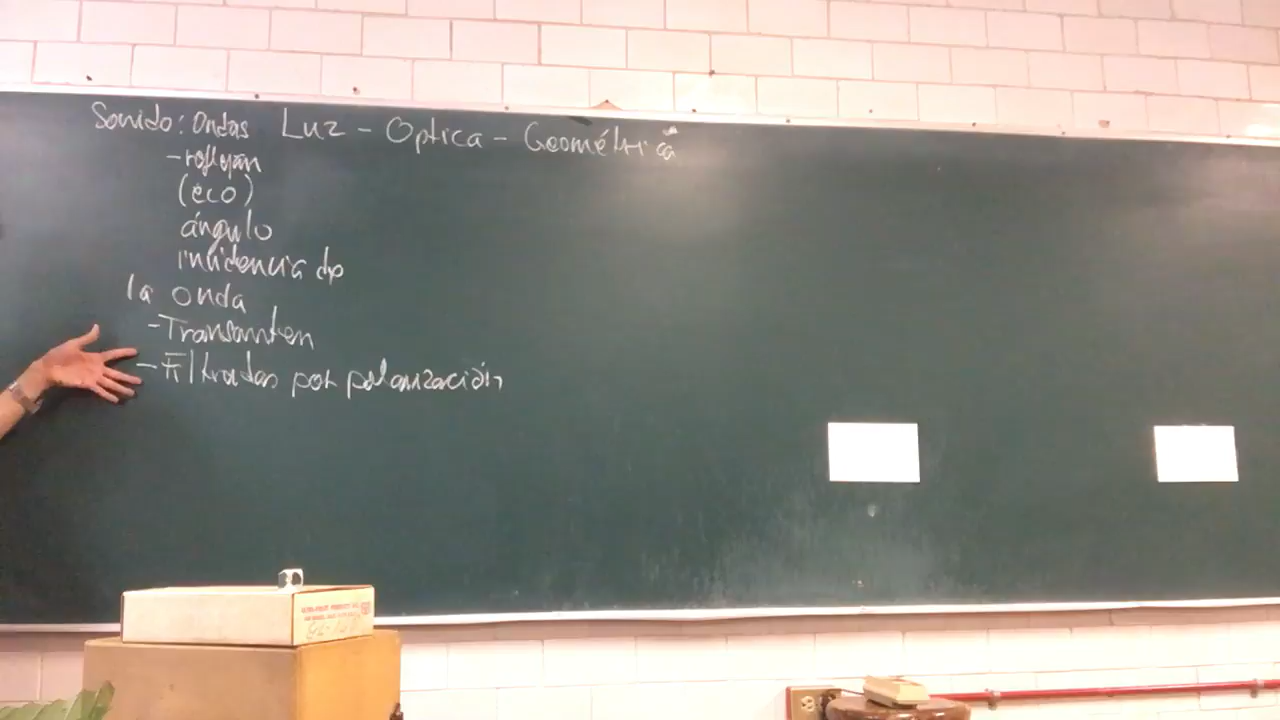 Sonido: Ondas Luz - Optica - Geométrica
- reflejan
(eco)
ángulo
incidencia de
la onda
- Transmiten
- Filtradas por polarización